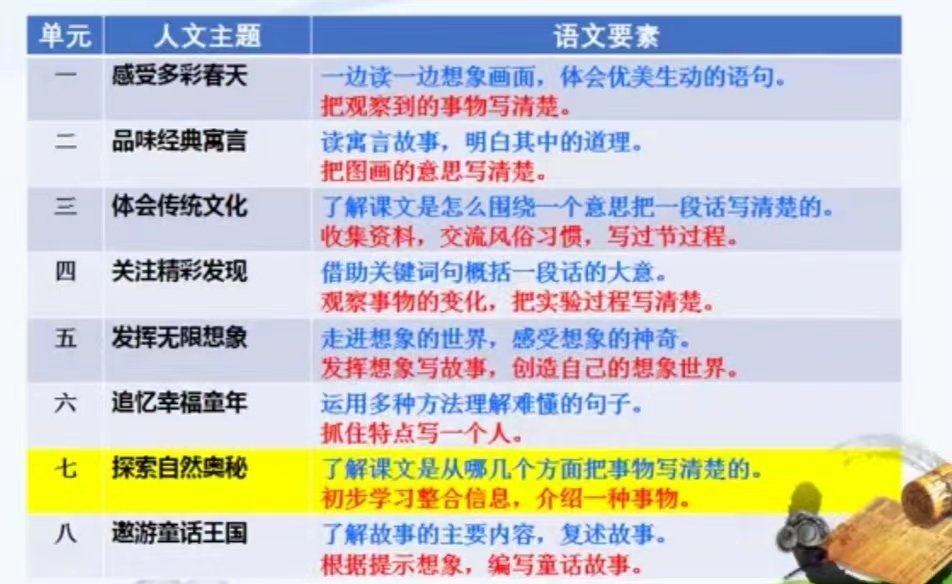 单元 人文主题 语文要素
一 感受多彩春天 一边读一边想象画面，体会优美生动的语句。
把观察到的事物写清楚。
二 品味经典寓言 读寓言故事，明白其中的道理。
把图画的意思写清楚。
三 体会传统文化 了解课文是怎么围绕一个意思把一段话写清楚的。
收集资料，交流风俗习惯，写过节过程。
四 关注精彩发现 借助关键词句概括一段话的大意。
观察事物的变化，把实验过程写清楚。
五 发挥无限想象 走进想象的世界，感受想象的神奇。
发挥想象写故事，创造自己的想象世界。
六 追忆幸福童年 运用多种方法理解难懂的句子。
抓住特点写一个人。
七 探索自然奥秘 了解课文是从哪几个方面把事物写清楚的。
初步学习整合信息，介绍一种事物。
八 遨游童话王国 了解故事的主要内容，复述故事。
根据提示想象，编写童话故事。